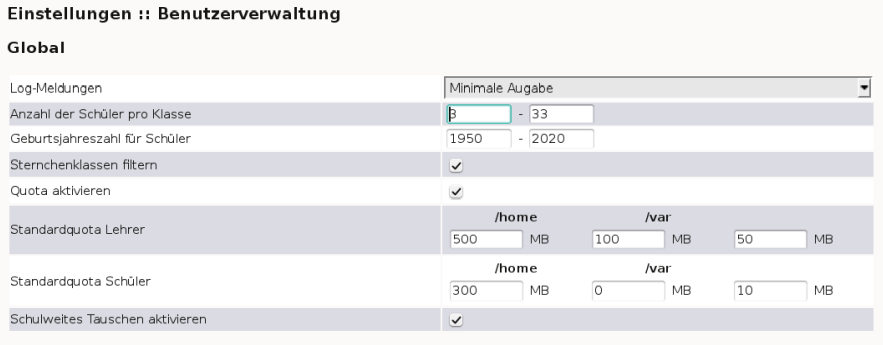 Einstellungen :: Benutzerverwaltung
Global
Log-Meldungen Minimale Augabe
Anzahl der Schüler pro Klasse 3 - 33
Geburtsjahreszahl für Schüler 1950 - 2020
Sternchenklassen filtern
Quota aktivieren
/home /var
Standardquota Lehrer 500 MB 100 MB 50 MB
/home /var
Standardquota Schüler 300 MB 0 MB 10 MB
Schulweites Tauschen aktivieren